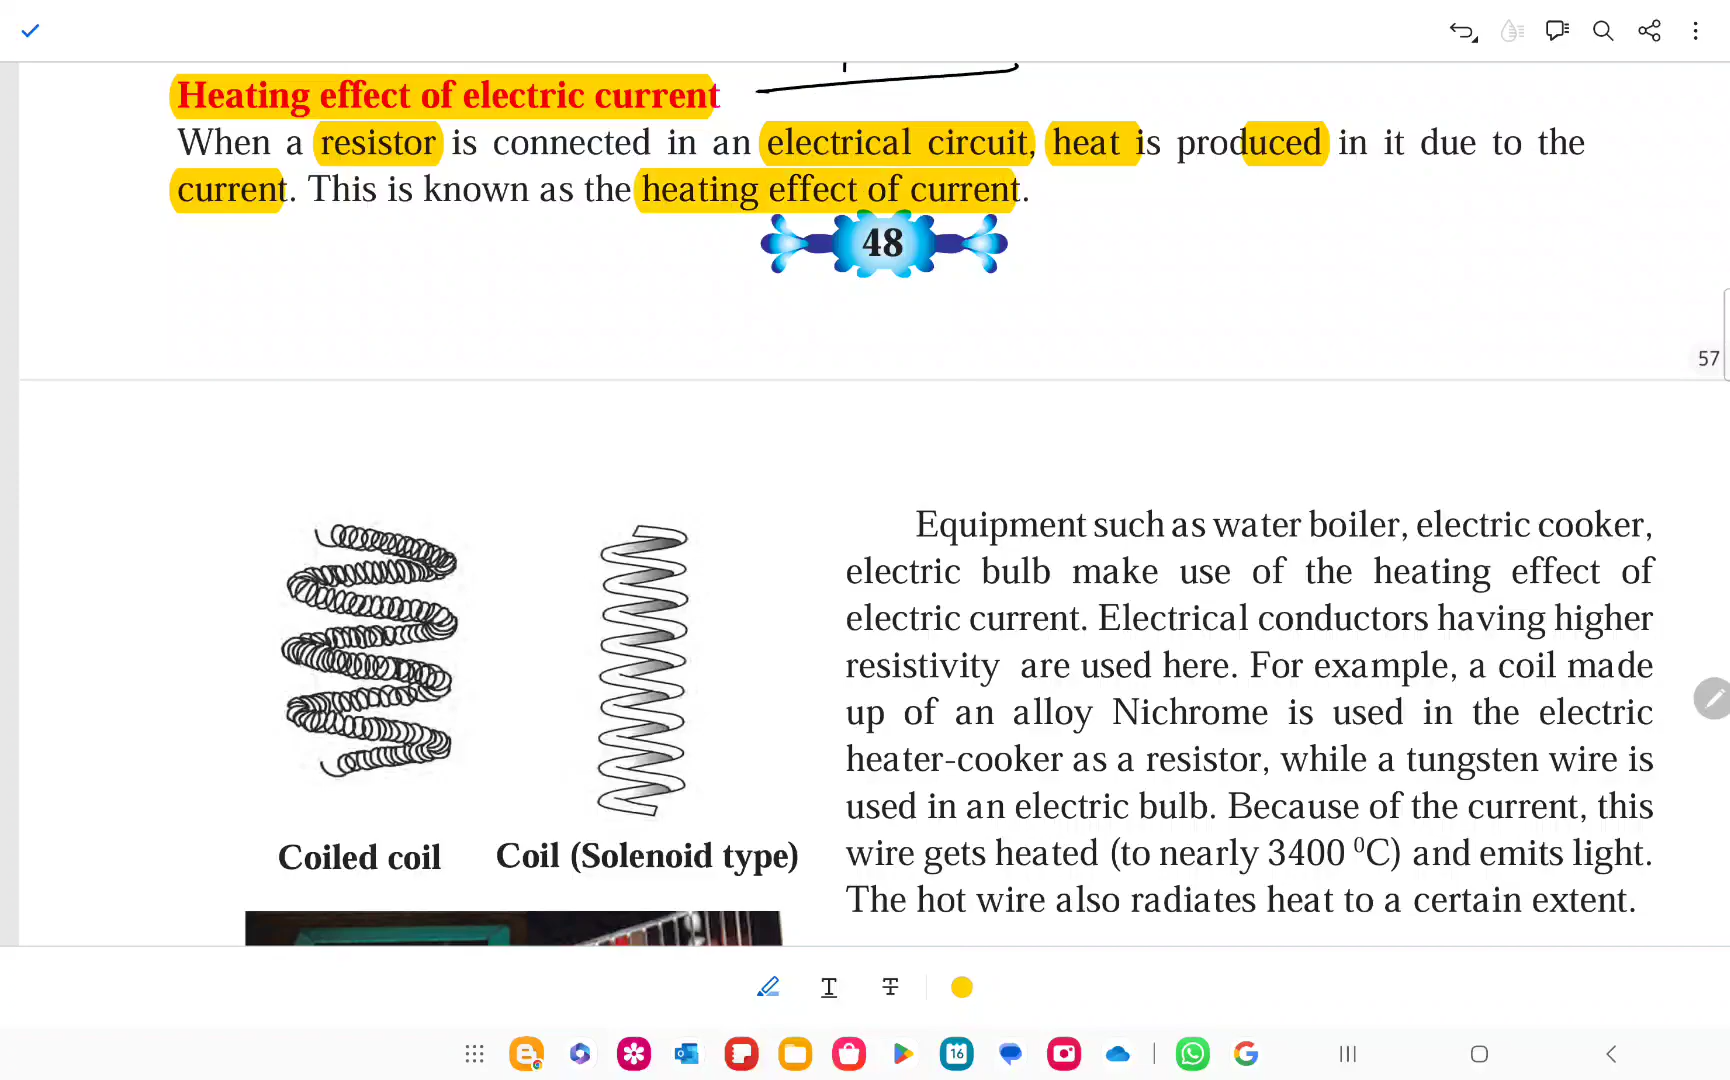 Heating effect of electric current
When a resistor is connected in an electrical circuit, heat is produced in it due to the
current. This is known as the heating effect of current.
48
57
Equipment such as water boiler, electric cooker,
electric bulb make use of the heating effect of
electric current. Electrical conductors having higher
resistivity are used here. For example, a coil made
up of an alloy Nichrome is used in the electric
heater-cooker as a resistor, while a tungsten wire is
used in an electric bulb. Because of the current, this
wire gets heated (to nearly 3400 ⁰C) and emits light.
The hot wire also radiates heat to a certain extent.
Coiled coil
Coil (Solenoid type)
16